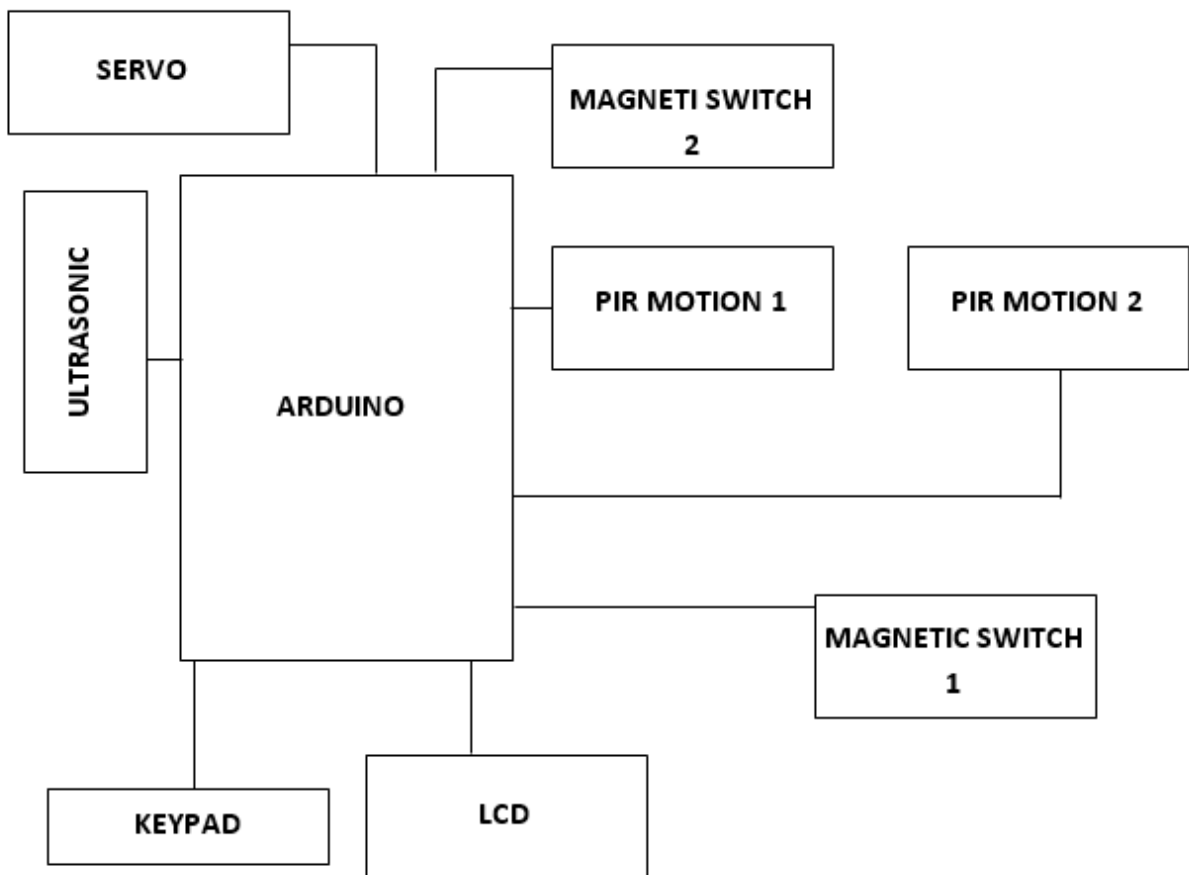 SERVO
MAGNETI SWITCH
2
ULTRASONIC
PIR MOTION 1
PIR MOTION 2
ARDUINO
MAGNETIC SWITCH
1
KEYPAD
LCD